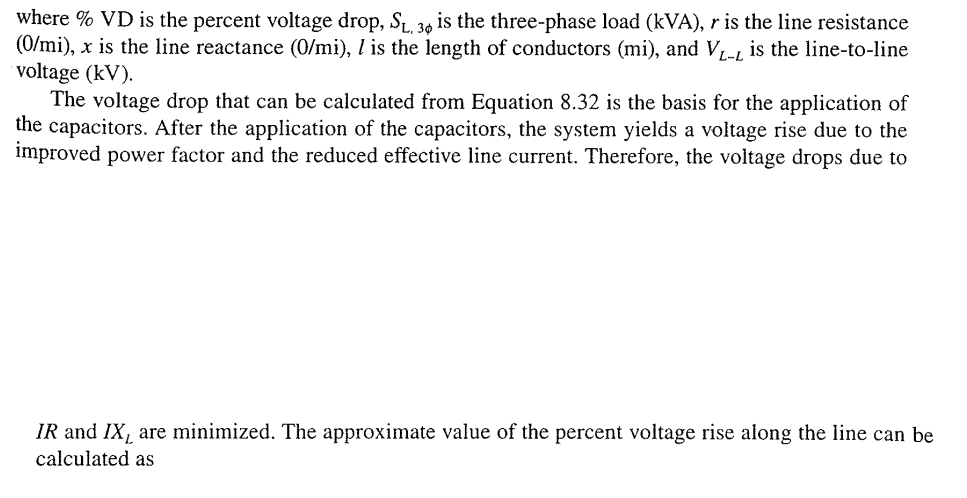 where % VD is the percent voltage drop, S_L, 3φ is the three-phase load (kVA), r is the line resistance
(0/mi), x is the line reactance (0/mi), l is the length of conductors (mi), and V_L–L is the line-to-line
voltage (kV).
The voltage drop that can be calculated from Equation 8.32 is the basis for the application of
the capacitors. After the application of the capacitors, the system yields a voltage rise due to the
improved power factor and the reduced effective line current. Therefore, the voltage drops due to
IR and IX_L are minimized. The approximate value of the percent voltage rise along the line can be
calculated as